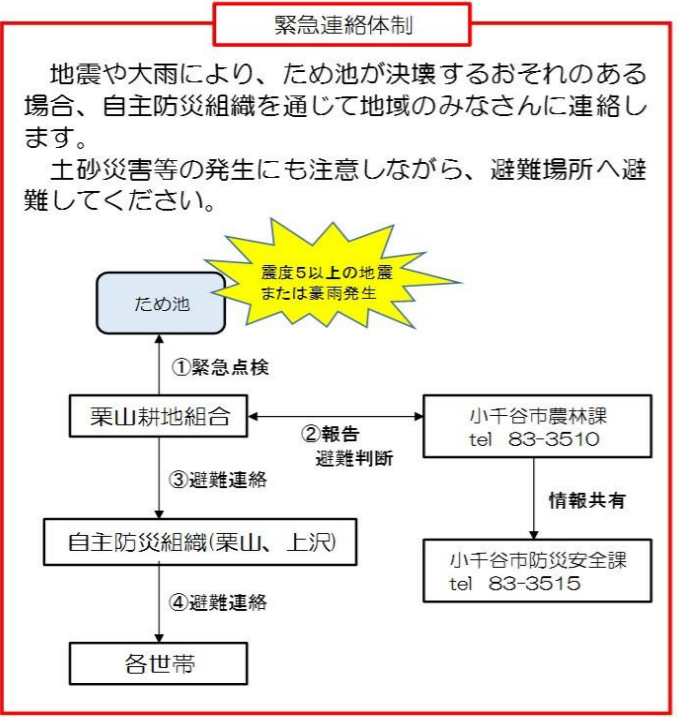 緊急連絡体制
地震や大雨により、ため池が決壊するおそれのある
場合、自主防災組織を通じて地域のみなさんに連絡し
ます。
土砂災害等の発生にも注意しながら、避難場所へ避
難してください。
震度5以上の地震
または豪雨発生
ため池
①緊急点検
栗山耕地組合
②報告
避難判断
小千谷市農林課
tel 83-3510
③避難連絡
情報共有
自主防災組織(栗山、上沢)
小千谷市防災安全課
tel 83-3515
④避難連絡
各世帯